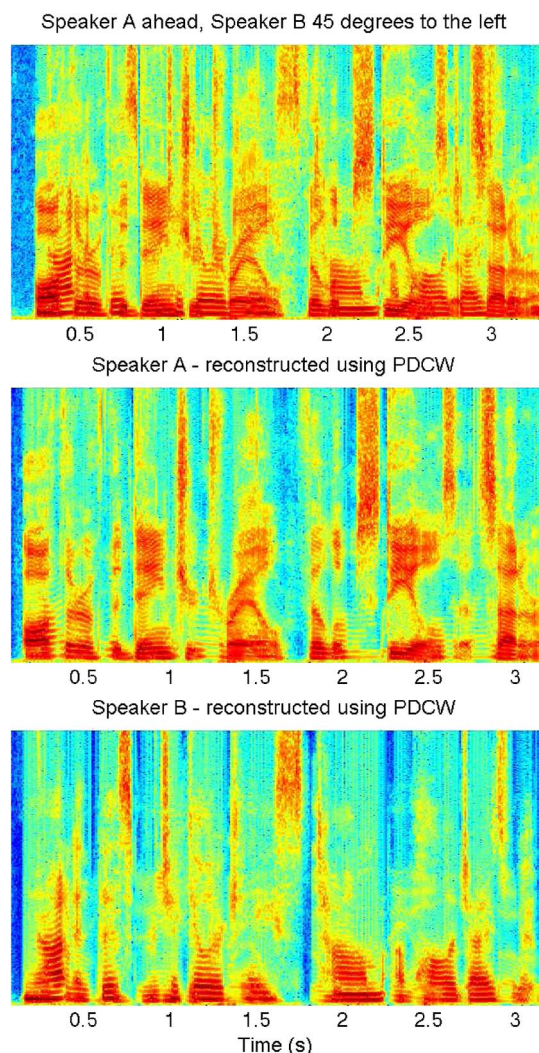 Speaker A ahead, Speaker B 45 degrees to the left
0.5 1 1.5 2 2.5 3
Speaker A - reconstructed using PDCW
0.5 1 1.5 2 2.5 3
Speaker B - reconstructed using PDCW
0.5 1 1.5 2 2.5 3
Time (s)